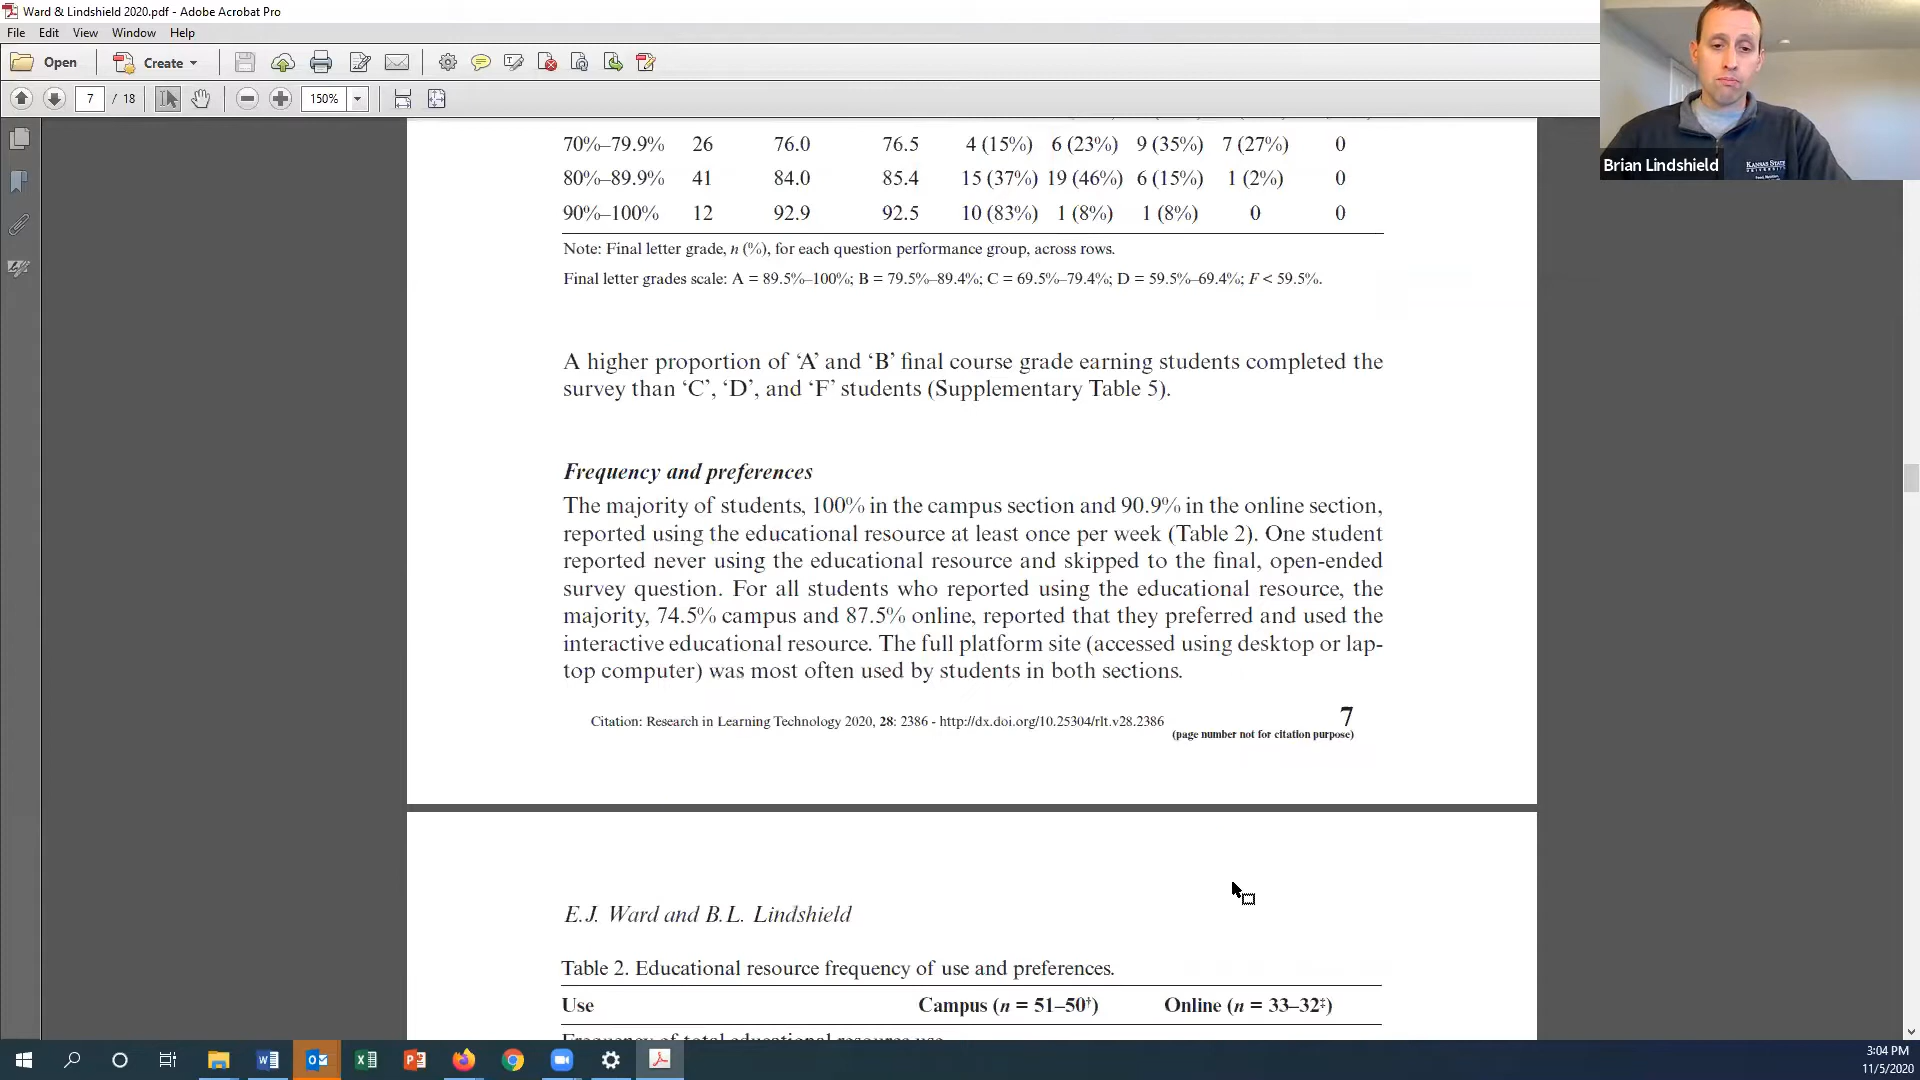 Ward & Lindshield 2020.pdf - Adobe Acrobat Pro
File Edit View Window Help
Open Create
7 / 18 150%
70%–79.9% 26 76.0 76.5 4 (15%) 6 (23%) 9 (35%) 7 (27%) 0
80%–89.9% 41 84.0 85.4 15 (37%) 19 (46%) 6 (15%) 1 (2%) 0
90%–100% 12 92.9 92.5 10 (83%) 1 (8%) 1 (8%) 0 0
Note: Final letter grade, n (%), for each question performance group, across rows.
Final letter grades scale: A = 89.5%–100%; B = 79.5%–89.4%; C = 69.5%–79.4%; D = 59.5%–69.4%; F < 59.5%.
A higher proportion of ‘A’ and ‘B’ final course grade earning students completed the
survey than ‘C’, ‘D’, and ‘F’ students (Supplementary Table 5).
Frequency and preferences
The majority of students, 100% in the campus section and 90.9% in the online section,
reported using the educational resource at least once per week (Table 2). One student
reported never using the educational resource and skipped to the final, open-ended
survey question. For all students who reported using the educational resource, the
majority, 74.5% campus and 87.5% online, reported that they preferred and used the
interactive educational resource. The full platform site (accessed using desktop or lap-
top computer) was most often used by students in both sections.
Citation: Research in Learning Technology 2020, 28: 2386 - http://dx.doi.org/10.25304/rlt.v28.2386
7
(page number not for citation purpose)
E.J. Ward and B.L. Lindshield
Table 2. Educational resource frequency of use and preferences.
Use Campus (n = 51–50†) Online (n = 33–32‡)
Frequency of total educational resource use
Brian Lindshield
KANSAS STATE
UNIVERSITY
3:04 PM
11/5/2020